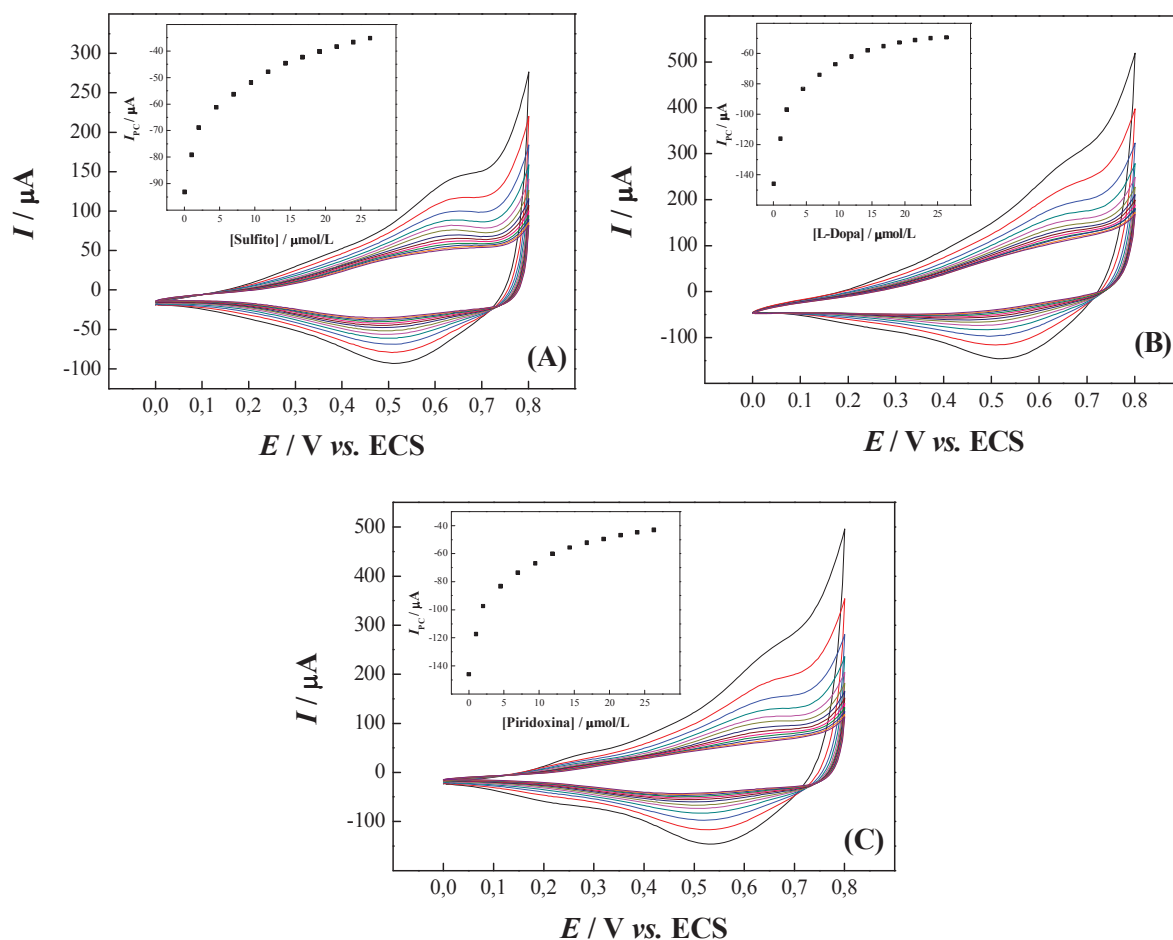 300
250
200
150
100
50
0
-50
-100
I / μA
0,0 0,1 0,2 0,3 0,4 0,5 0,6 0,7 0,8
E / V vs. ECS
(A)
-40
-50
-60
-70
-80
-90
I_PC / μA
0 5 10 15 20 25
[Sulfito] / μmol/L
500
400
300
200
100
0
-100
I / μA
0.0 0.1 0.2 0.3 0.4 0.5 0.6 0.7 0.8
E / V vs. ECS
(B)
-40
-60
-80
-100
-120
-140
I_PC / μA
0 5 10 15 20 25
[L-Dopa] / μmol/L
500
400
300
200
100
0
-100
I / μA
0,0 0,1 0,2 0,3 0,4 0,5 0,6 0,7 0,8
E / V vs. ECS
(C)
-40
-60
-80
-100
-120
-140
I_PC / μA
0 5 10 15 20 25
[Piridoxina] / μmol/L